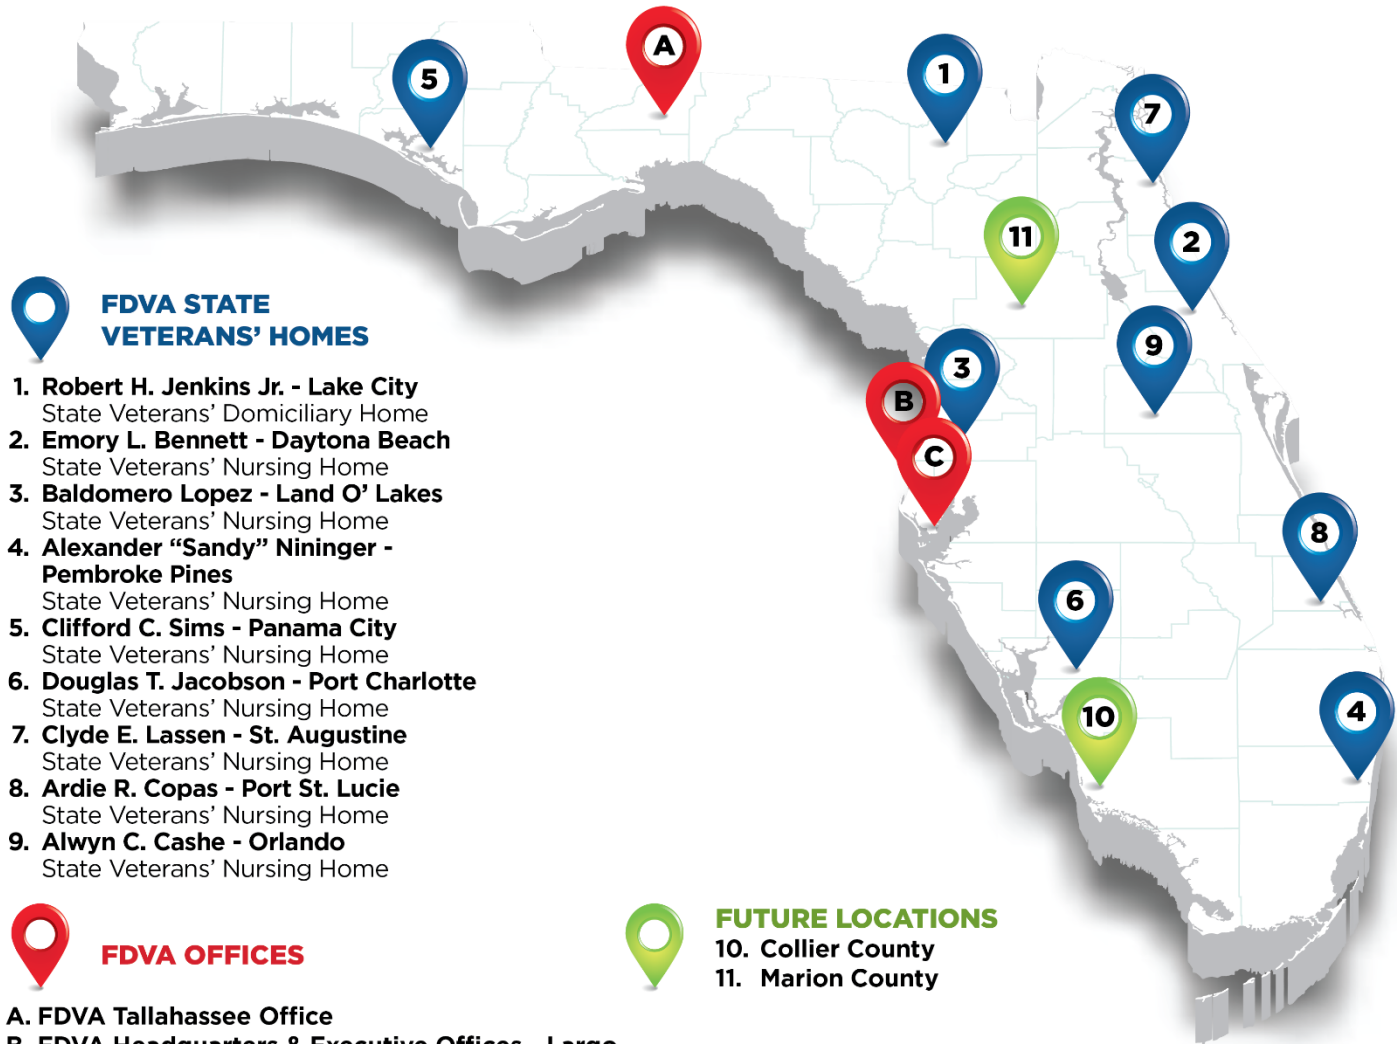 A
5
1
7
11
2
9
3
B
C
8
6
10
4
FDVA STATE
VETERANS' HOMES
1. Robert H. Jenkins Jr. - Lake City
State Veterans' Domiciliary Home
2. Emory L. Bennett - Daytona Beach
State Veterans' Nursing Home
3. Baldomero Lopez - Land O' Lakes
State Veterans' Nursing Home
4. Alexander “Sandy” Nininger -
Pembroke Pines
State Veterans' Nursing Home
5. Clifford C. Sims - Panama City
State Veterans' Nursing Home
6. Douglas T. Jacobson - Port Charlotte
State Veterans' Nursing Home
7. Clyde E. Lassen - St. Augustine
State Veterans' Nursing Home
8. Ardie R. Copas - Port St. Lucie
State Veterans' Nursing Home
9. Alwyn C. Cashe - Orlando
State Veterans' Nursing Home
FDVA OFFICES
A. FDVA Tallahassee Office
B. FDVA Headquarters & Executive Offices - Largo
FUTURE LOCATIONS
10. Collier County
11. Marion County